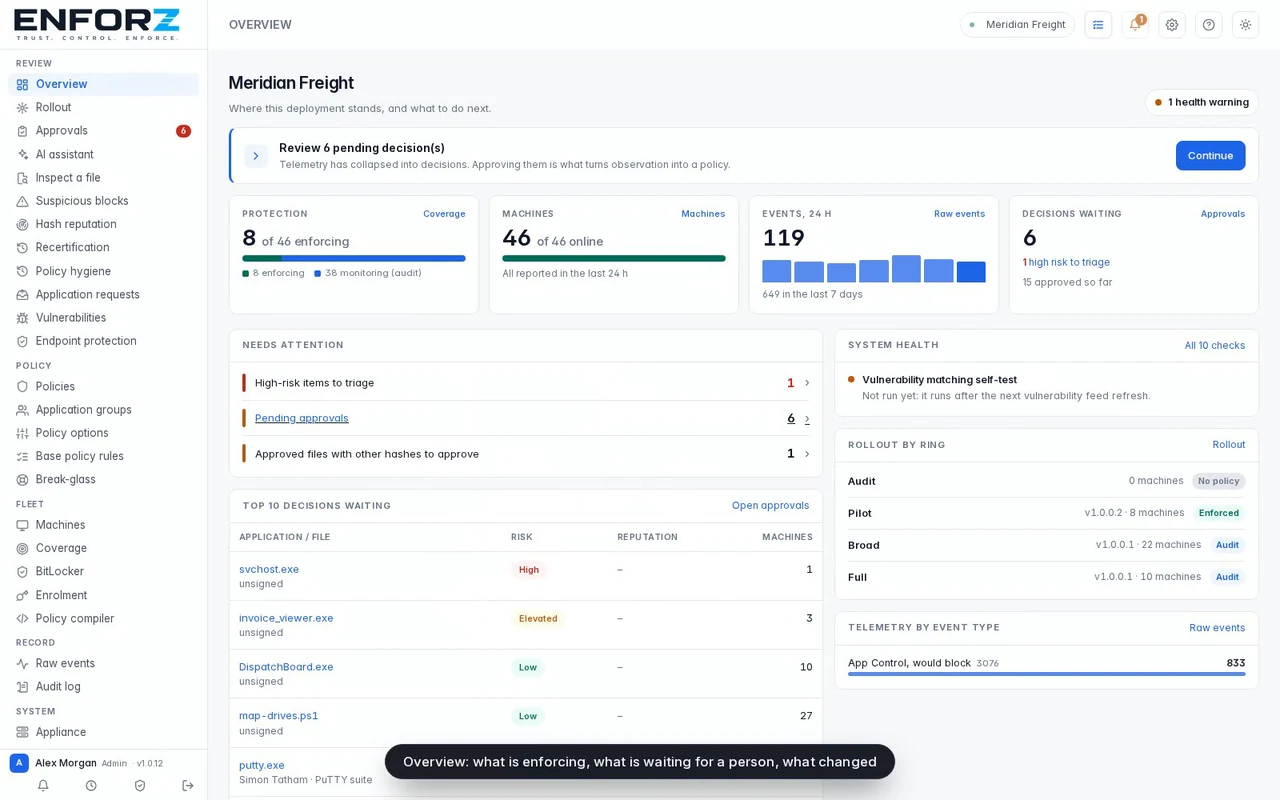 ENFORZ
TRUST. CONTROL. ENFORCE.
REVIEW
Overview
Rollout
Approvals 6
AI assistant
Inspect a file
Suspicious blocks
Hash reputation
Recertification
Policy hygiene
Application requests
Vulnerabilities
Endpoint protection
POLICY
Policies
Application groups
Policy options
Base policy rules
Break-glass
FLEET
Machines
Coverage
BitLocker
Enrolment
Policy compiler
RECORD
Raw events
Audit log
SYSTEM
Appliance
A Alex Morgan Admin · v1.0.12
OVERVIEW
Meridian Freight
1
Meridian Freight
Where this deployment stands, and what to do next.
1 health warning
Review 6 pending decision(s)
Telemetry has collapsed into decisions. Approving them is what turns observation into a policy.
Continue
PROTECTION Coverage
8 of 46 enforcing
8 enforcing 38 monitoring (audit)
MACHINES Machines
46 of 46 online
All reported in the last 24 h
EVENTS, 24 H Raw events
119
649 in the last 7 days
DECISIONS WAITING Approvals
6
1 high risk to triage
15 approved so far
NEEDS ATTENTION
High-risk items to triage 1
Pending approvals 6
Approved files with other hashes to approve 1
TOP 10 DECISIONS WAITING Open approvals
APPLICATION / FILE RISK REPUTATION MACHINES
svchost.exe High – 1
unsigned
invoice_viewer.exe Elevated – 3
unsigned
DispatchBoard.exe Low – 10
unsigned
map-drives.ps1 Low – 27
unsigned
putty.exe
Simon Tatham · PuTTY suite
SYSTEM HEALTH All 10 checks
Vulnerability matching self-test
Not run yet: it runs after the next vulnerability feed refresh.
ROLLOUT BY RING Rollout
Audit 0 machines No policy
Pilot v1.0.0.2 · 8 machines Enforced
Broad v1.0.0.1 · 22 machines Audit
Full v1.0.0.1 · 10 machines Audit
TELEMETRY BY EVENT TYPE Raw events
App Control, would block 3076 833
Overview: what is enforcing, what is waiting for a person, what changed